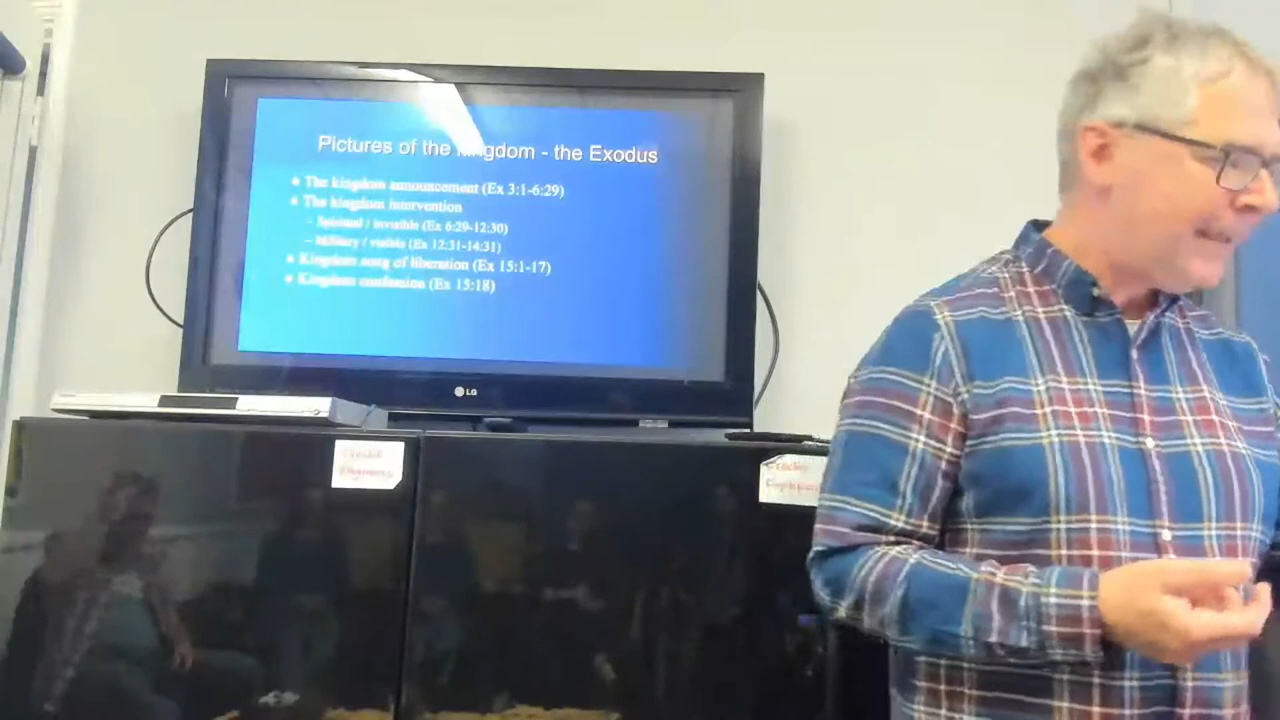 Pictures of the kingdom - the Exodus
• The kingdom announcement (Ex 3:1-6:29)
• The kingdom intervention
– Spiritual / invisible (Ex 6:29-12:30)
– Military / visible (Ex 12:31-14:31)
• Kingdom song of liberation (Ex 15:1-17)
• Kingdom confession (Ex 15:18)
LG